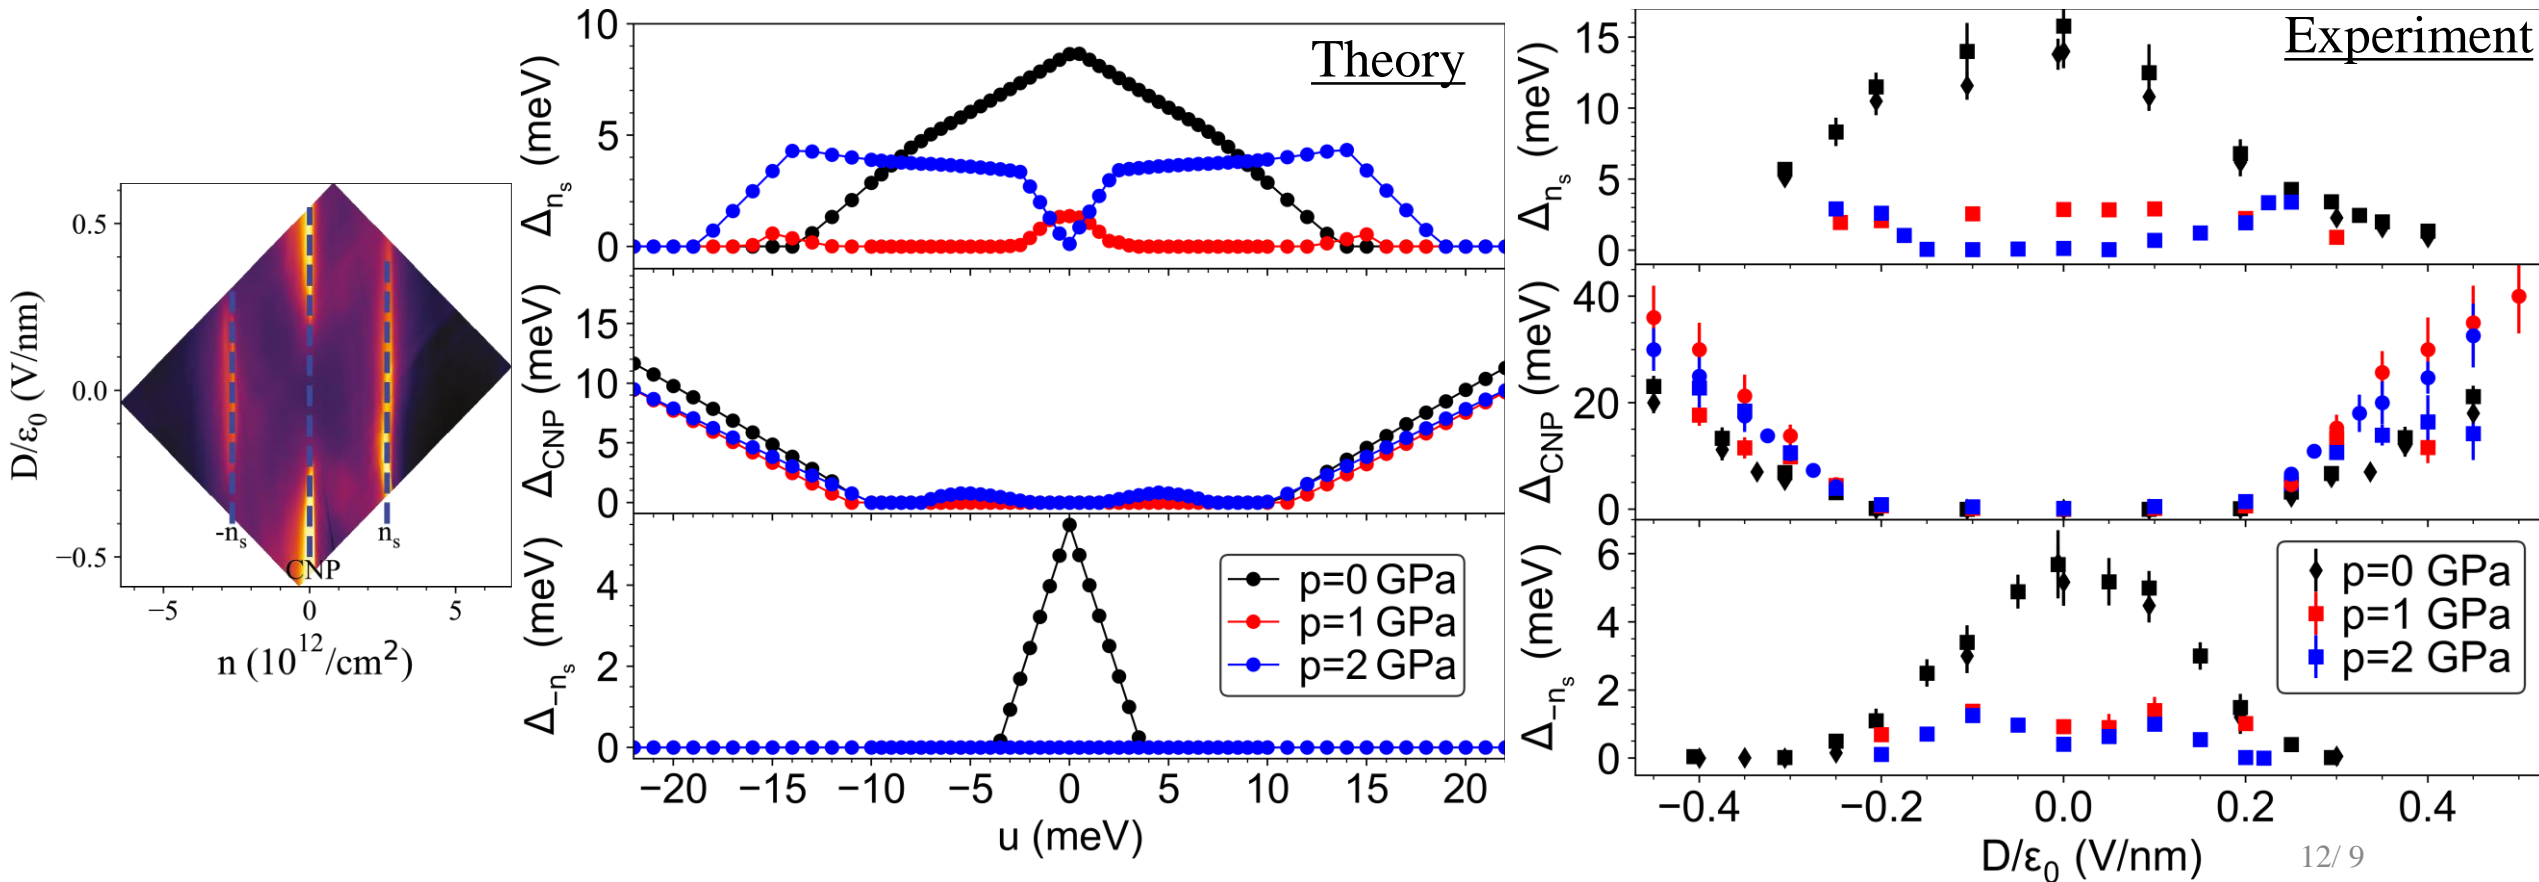 D/ε₀ (V/nm)
0.5
0.0
−0.5
-nₛ
nₛ
CNP
−5
0
5
n (10¹²/cm²)
Theory
Δnₛ (meV)
10
5
0
ΔCNP (meV)
15
10
5
0
Δ−nₛ (meV)
4
2
0
p=0 GPa
p=1 GPa
p=2 GPa
−20 −15 −10 −5 0 5 10 15 20
u (meV)
Experiment
Δnₛ (meV)
15
10
5
0
ΔCNP (meV)
40
20
0
Δ−nₛ (meV)
6
4
2
0
p=0 GPa
p=1 GPa
p=2 GPa
−0.4 −0.2 0.0 0.2 0.4
D/ε₀ (V/nm)
12/ 9